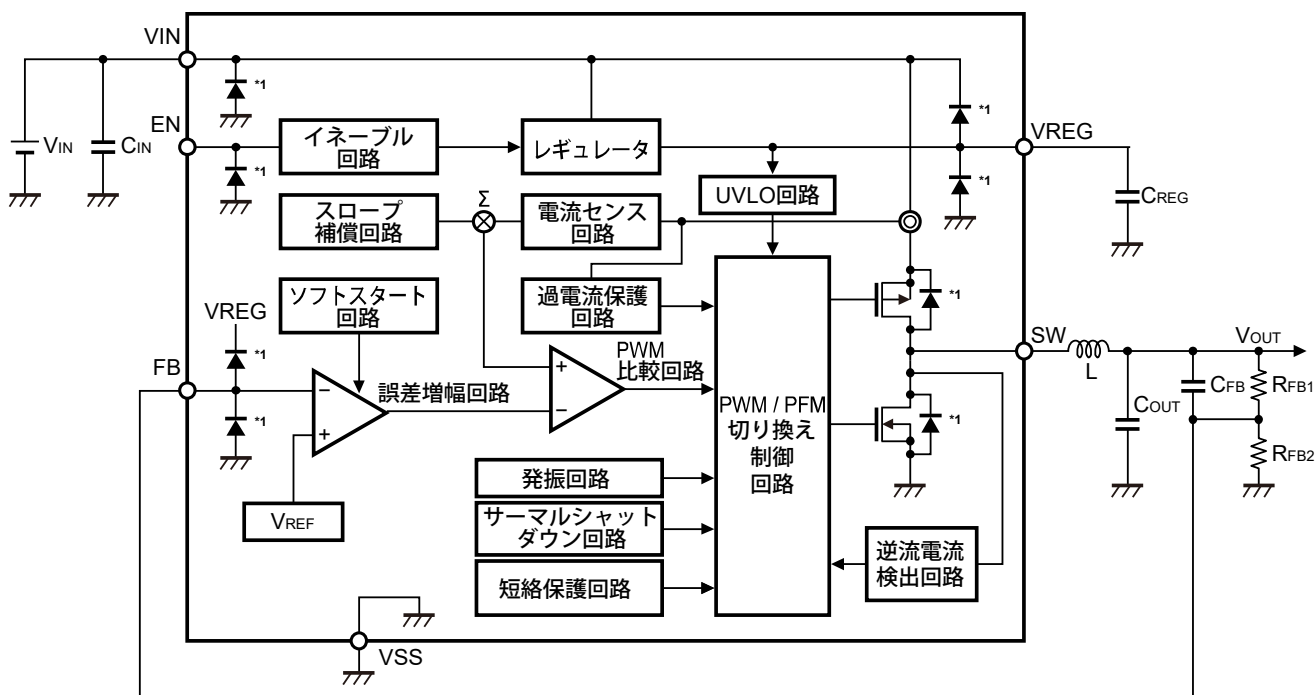 VIN
*1
*1
EN
イネーブル
回路
レギュレータ
VREG
VIN
CIN
*1
UVLO回路
*1
CREG
スロープ
補償回路
Σ
電流センス
回路
ソフトスタート
回路
過電流保護
回路
*1
VREG
*1
FB
*1
誤差増幅回路
PWM
比較回路
−
+
+
−
PWM / PFM
切り換え
制御
回路
SW
L
VOUT
CFB
RFB1
COUT
RFB2
*1
VREF
発振回路
サーマルシャット
ダウン回路
短絡保護回路
逆流電流
検出回路
VSS